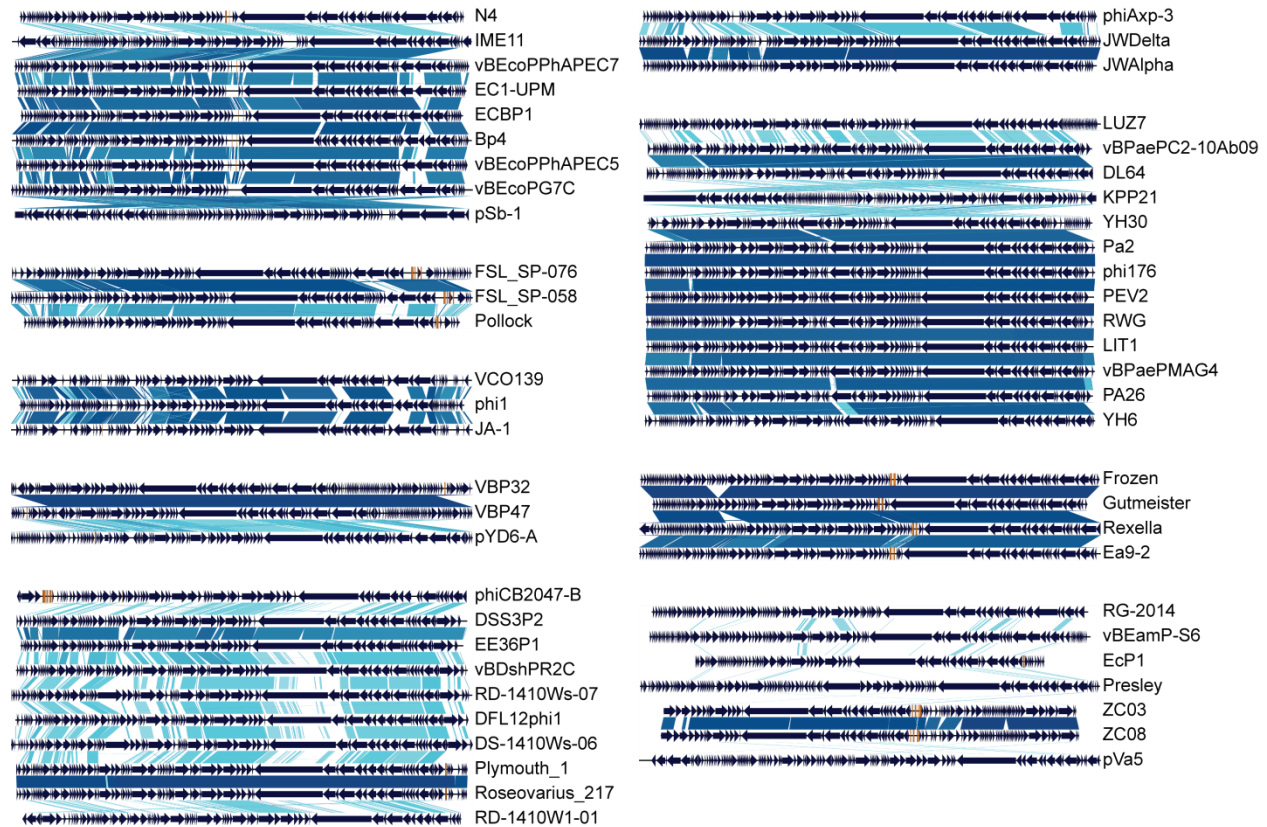 N4
IME11
vBEcoPPhAPEC7
EC1-UPM
ECBP1
Bp4
vBEcoPPhAPEC5
vBEcoPG7C
pSb-1
FSL_SP-076
FSL_SP-058
Pollock
VCO139
phi1
JA-1
VBP32
VBP47
pYD6-A
phiCB2047-B
DSS3P2
EE36P1
vBDshPR2C
RD-1410Ws-07
DFL12phi1
DS-1410Ws-06
Plymouth_1
Roseovarius_217
RD-1410W1-01
phiAxp-3
JWDelta
JWAlpha
LUZ7
vBPaePC2-10Ab09
DL64
KPP21
YH30
Pa2
phi176
PEV2
RWG
LIT1
vBPaePMAG4
PA26
YH6
Frozen
Gutmeister
Rexella
Ea9-2
RG-2014
vBEamP-S6
EcP1
Presley
ZC03
ZC08
pVa5